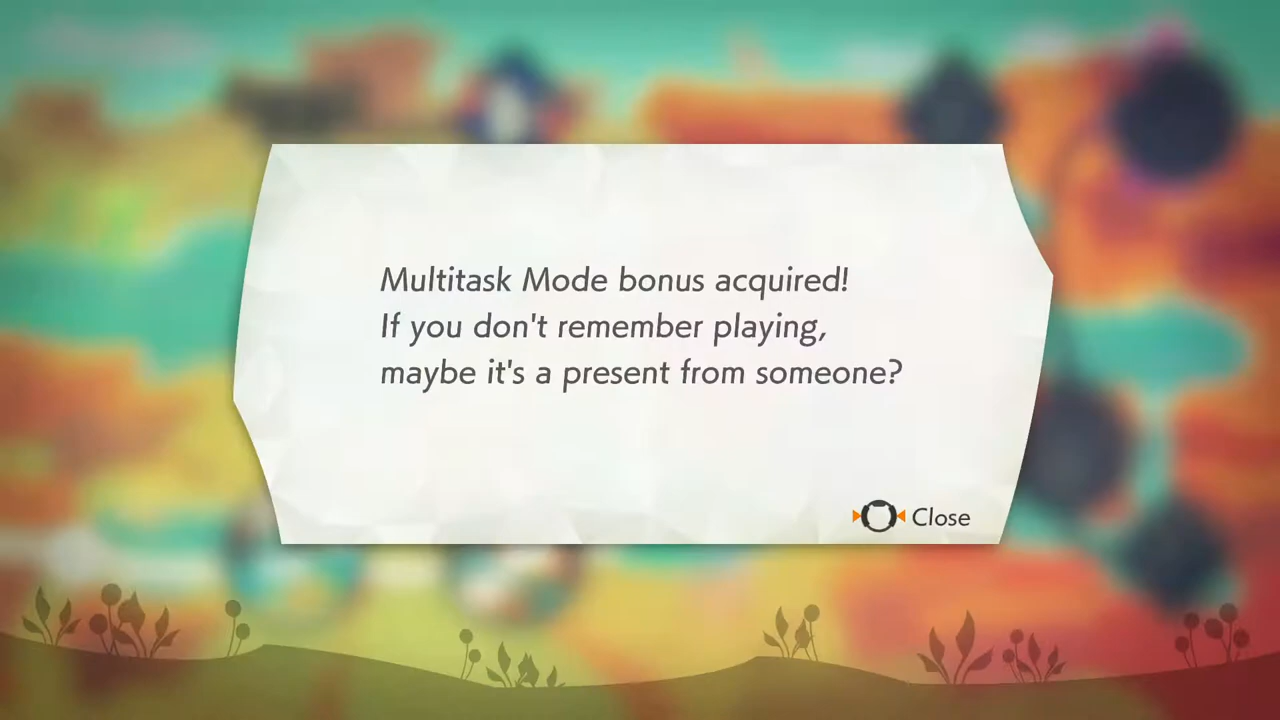 Multitask Mode bonus acquired!
If you don't remember playing,
maybe it's a present from someone?
Close